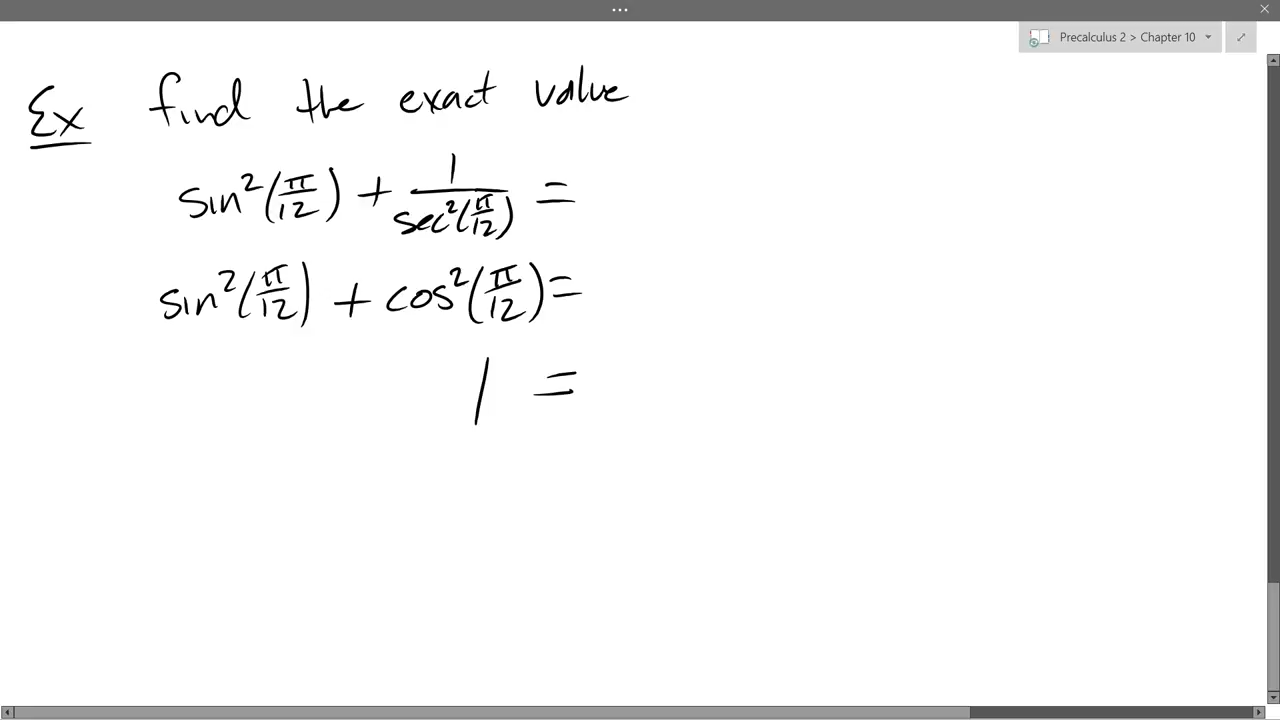 Precalculus 2 > Chapter 10
Ex find the exact value
sin²(π/12) + 1/sec²(π/12) =
sin²(π/12) + cos²(π/12) =
1 =